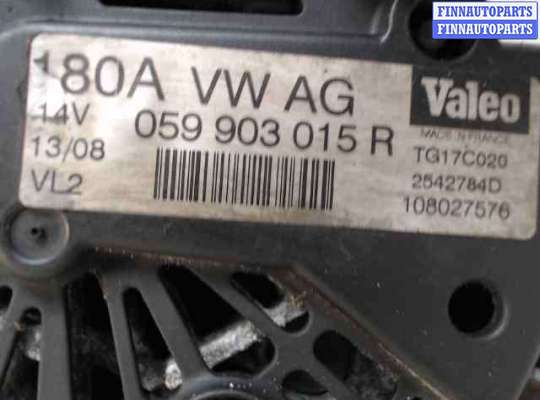 FINNAUTOPARTS
FINNAUTOPARTS
180A VW AG
14V
059 903 015 R
13/08
VL2
Valeo
MADE IN FRANCE
TG17C020
2542784D
108027576